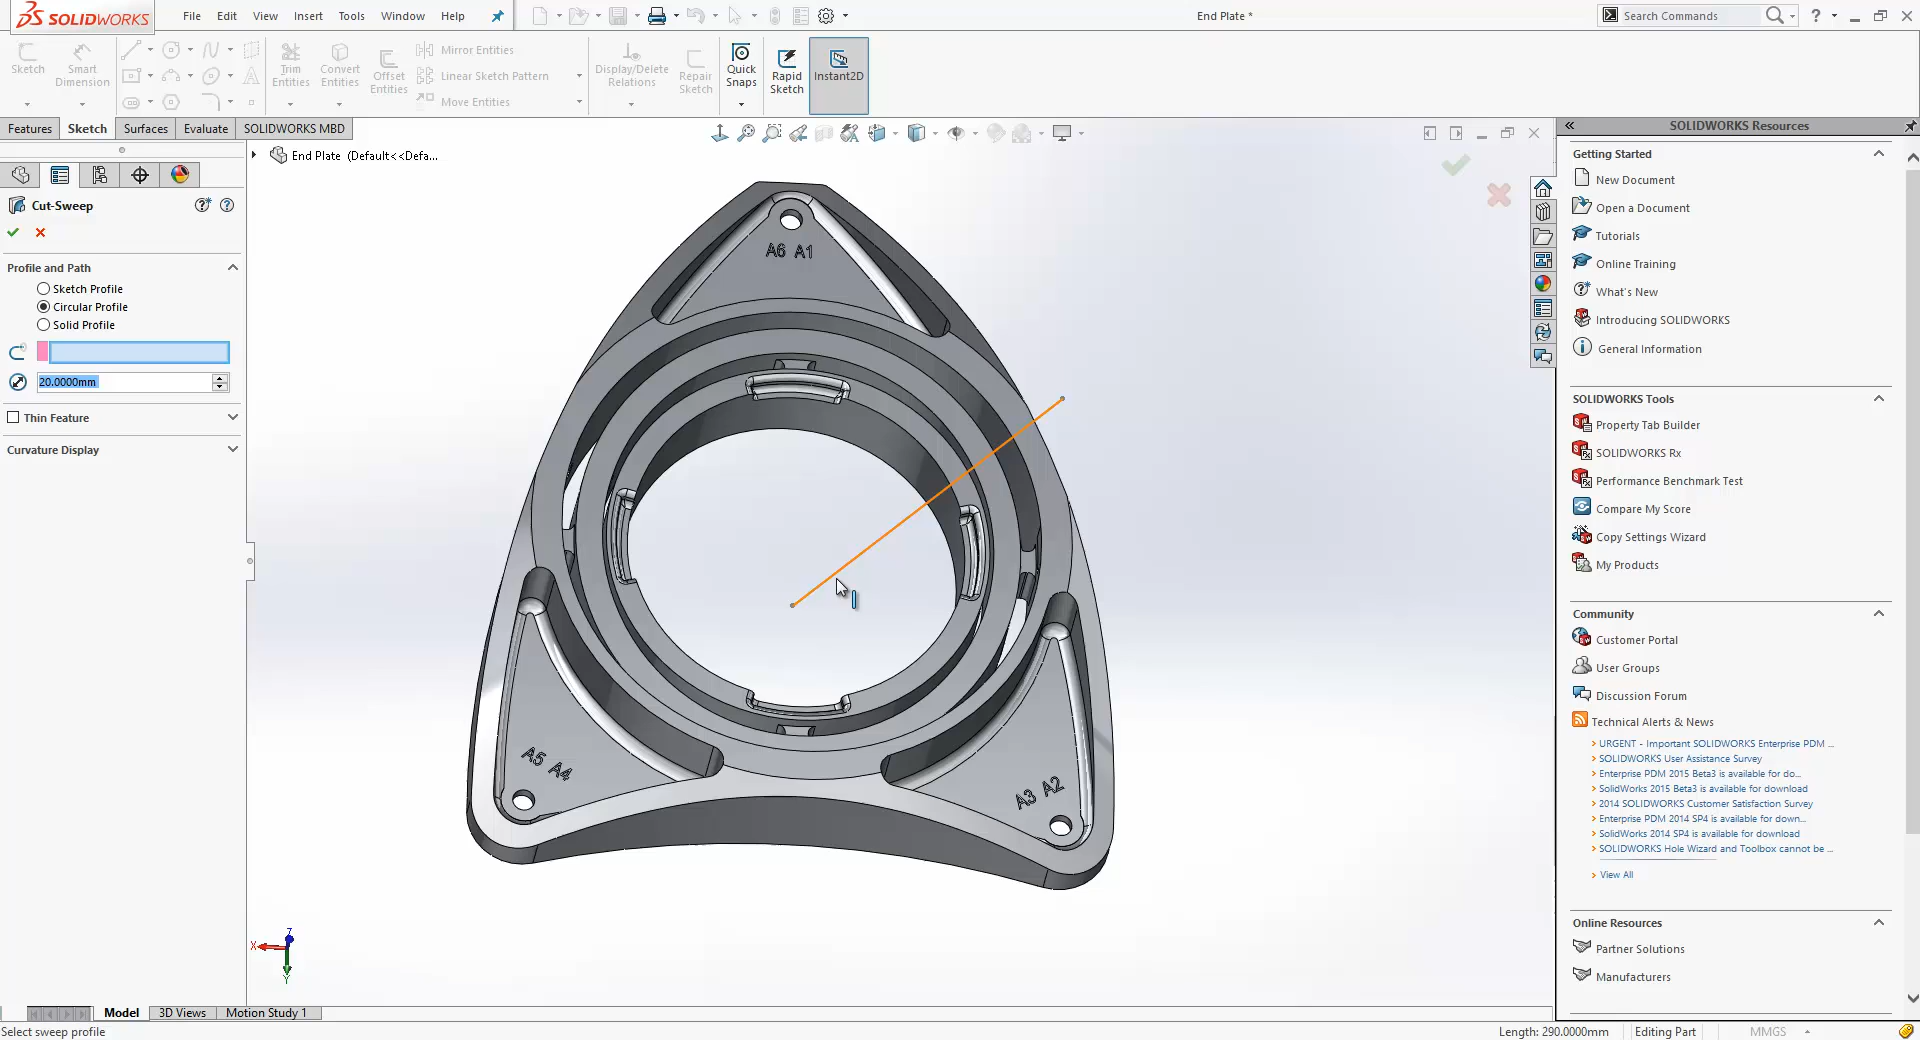 SOLIDWORKS
File Edit View Insert Tools Window Help
End Plate *
Search Commands
Sketch
Smart Dimension
Trim Entities
Convert Entities
Offset Entities
Mirror Entities
Linear Sketch Pattern
Move Entities
Display/Delete Relations
Repair Sketch
Quick Snaps
Rapid Sketch
Instant2D
Features Sketch Surfaces Evaluate SOLIDWORKS MBD
End Plate (Default<<Defa...
Cut-Sweep
Profile and Path
Sketch Profile
Circular Profile
Solid Profile
20.0000mm
Thin Feature
Curvature Display
A6 A1
A5 A4
A3 A2
Z
X
Y
SOLIDWORKS Resources
Getting Started
New Document
Open a Document
Tutorials
Online Training
What's New
Introducing SOLIDWORKS
General Information
SOLIDWORKS Tools
Property Tab Builder
SOLIDWORKS Rx
Performance Benchmark Test
Compare My Score
Copy Settings Wizard
My Products
Community
Customer Portal
User Groups
Discussion Forum
Technical Alerts & News
URGENT - Important SOLIDWORKS Enterprise PDM ...
SOLIDWORKS User Assistance Survey
Enterprise PDM 2015 Beta3 is available for do...
SolidWorks 2015 Beta3 is available for download
2014 SOLIDWORKS Customer Satisfaction Survey
Enterprise PDM 2014 SP4 is available for down...
SolidWorks 2014 SP4 is available for download
SOLIDWORKS Hole Wizard and Toolbox cannot be ...
View All
Online Resources
Partner Solutions
Manufacturers
Model 3D Views Motion Study 1
Select sweep profile
Length: 290.0000mm Editing Part MMGS